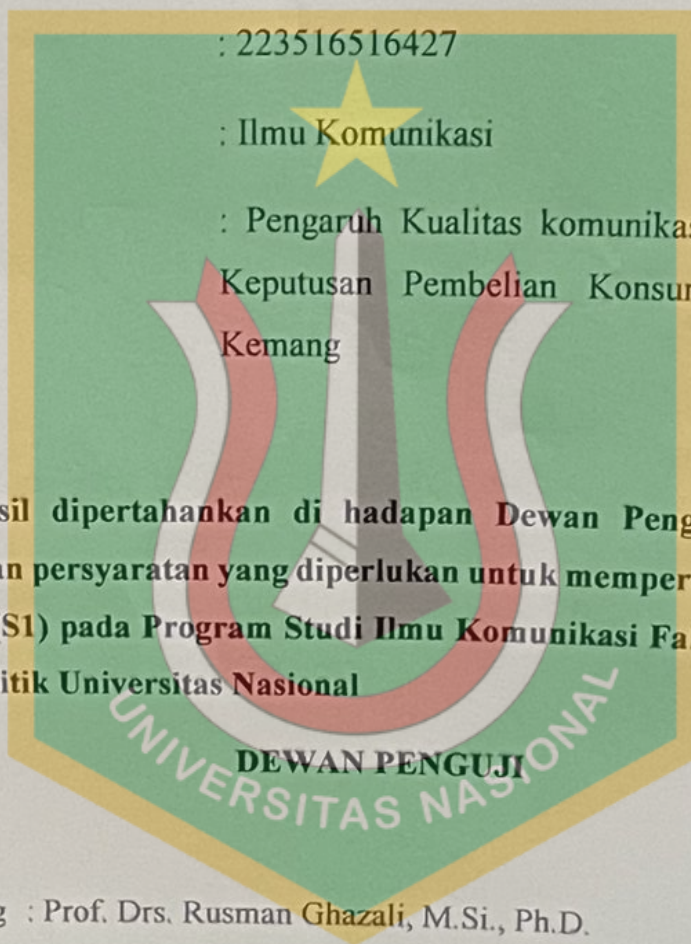 : 223516516427
: Ilmu Komunikasi
: Pengaruh Kualitas komunikas
Keputusan Pembelian Konsu
Kemang
sil dipertahankan di hadapan Dewan Peng
an persyaratan yang diperlukan untuk memper
(S1) pada Program Studi Ilmu Komunikasi Fa
itik Universitas Nasional
DEWAN PENGUJI
UNIVERSITAS NASIONAL
g : Prof. Drs. Rusman Ghazali, M.Si., Ph.D.